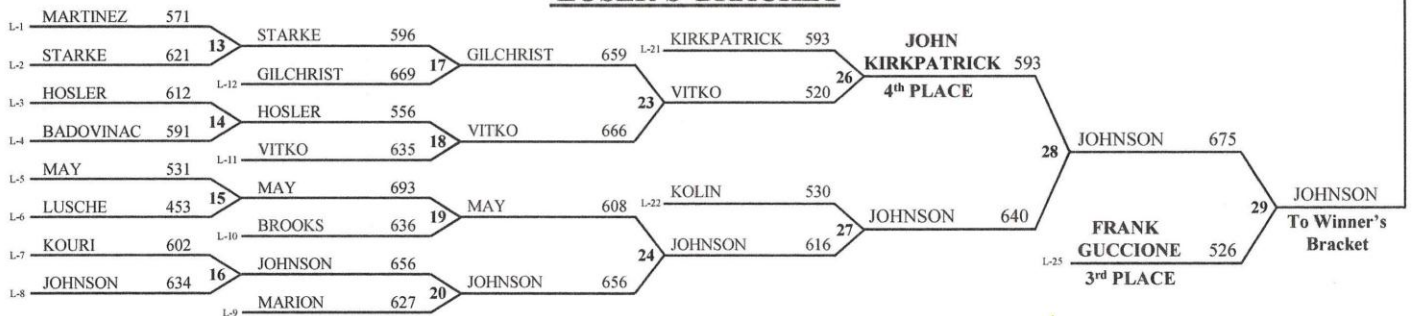 L-1 MARTINEZ 571
L-2 STARKE 621
13
L-3 HOSLER 612
L-4 BADOVINAC 591
14
L-5 MAY 531
L-6 LUSCHE 453
15
L-7 KOURI 602
L-8 JOHNSON 634
16
STARKE 596
L-12 GILCHRIST 669
17
HOSLER 556
L-11 VITKO 635
18
MAY 693
L-10 BROOKS 636
19
JOHNSON 656
L-9 MARION 627
20
GILCHRIST 659
VITKO 666
23
MAY 608
JOHNSON 656
24
L-21 KIRKPATRICK 593
VITKO 520
26
L-22 KOLIN 530
JOHNSON 616
27
JOHN
KIRKPATRICK 593
4th PLACE
JOHNSON 640
28
JOHNSON 675
FRANK
L-25 GUCCIONE 526
3rd PLACE
29
JOHNSON
To Winner's
Bracket